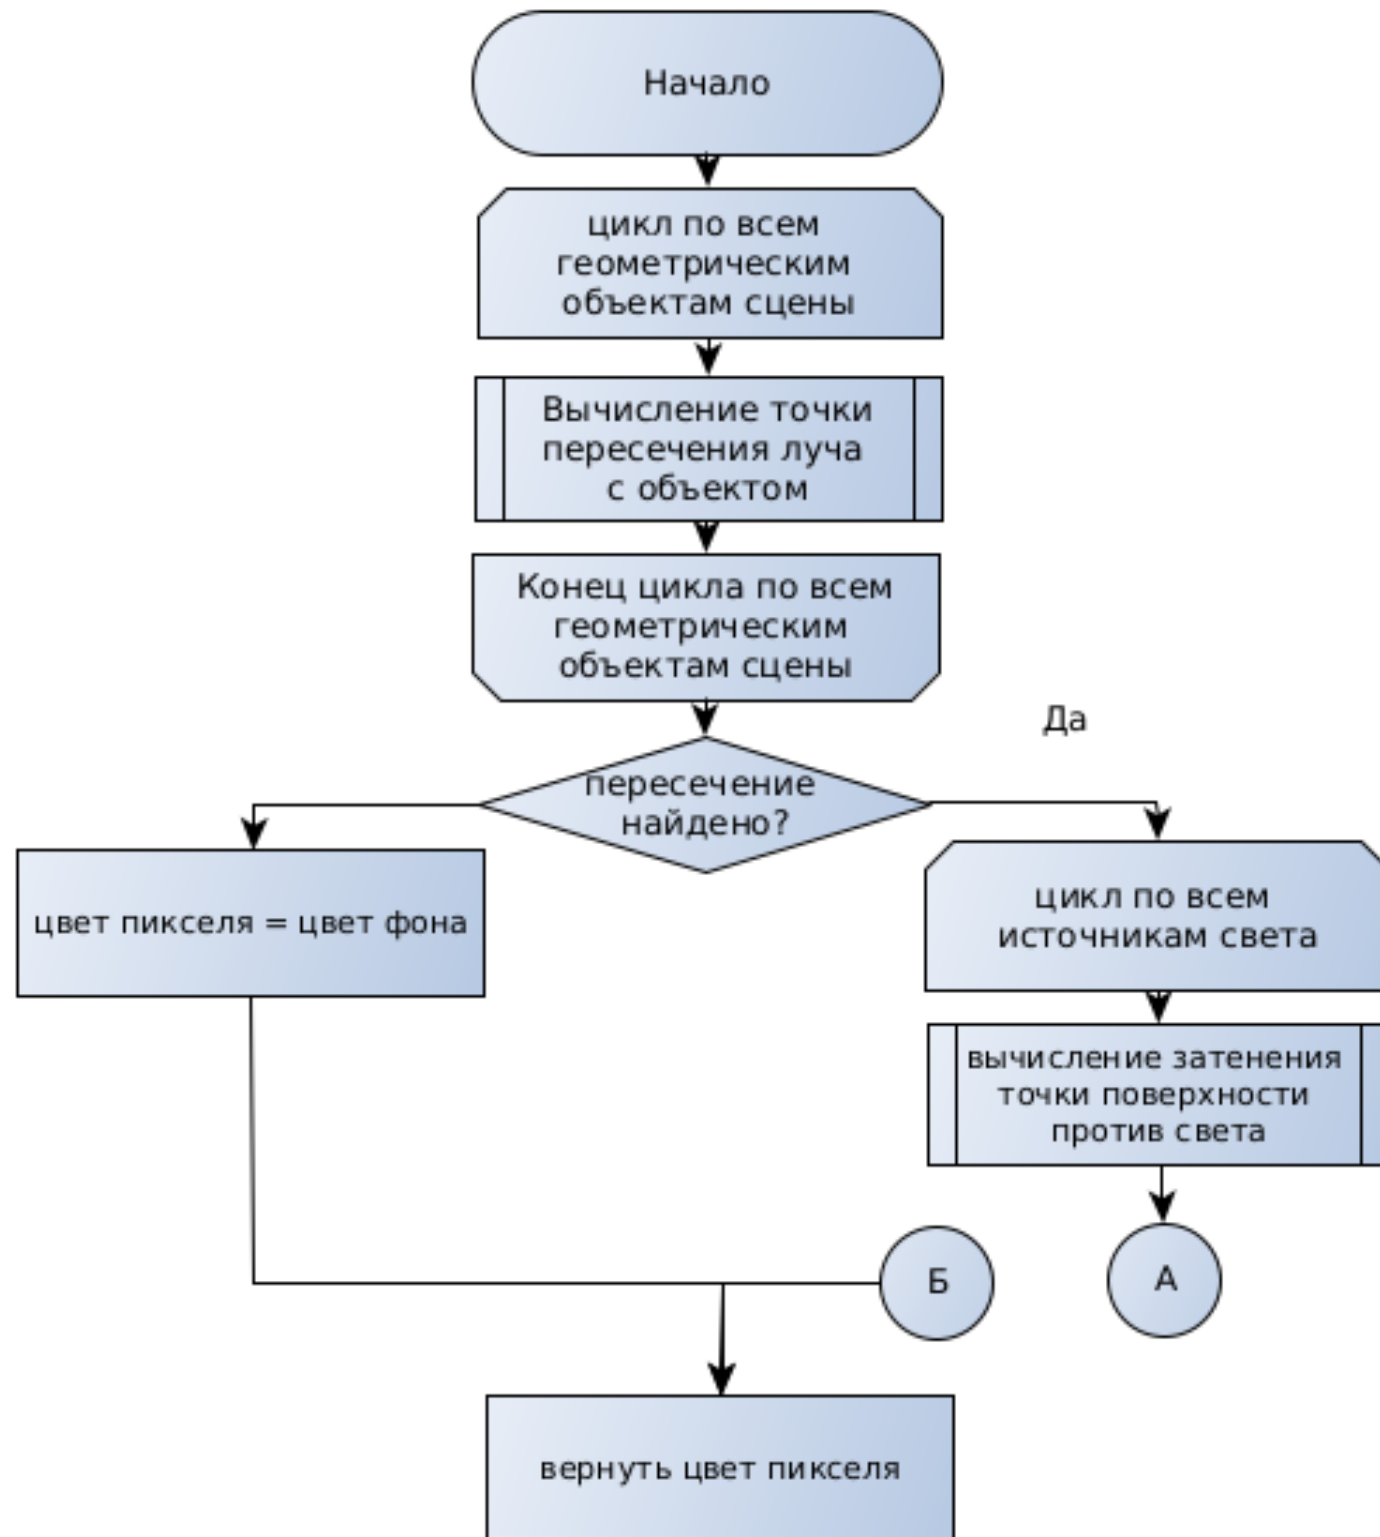 Начало
цикл по всем
геометрическим
объектам сцены
Вычисление точки
пересечения луча
с объектом
Конец цикла по всем
геометрическим
объектам сцены
Да
пересечение
найдено?
цвет пикселя = цвет фона
цикл по всем
источникам света
вычисление затенения
точки поверхности
против света
Б
А
вернуть цвет пикселя